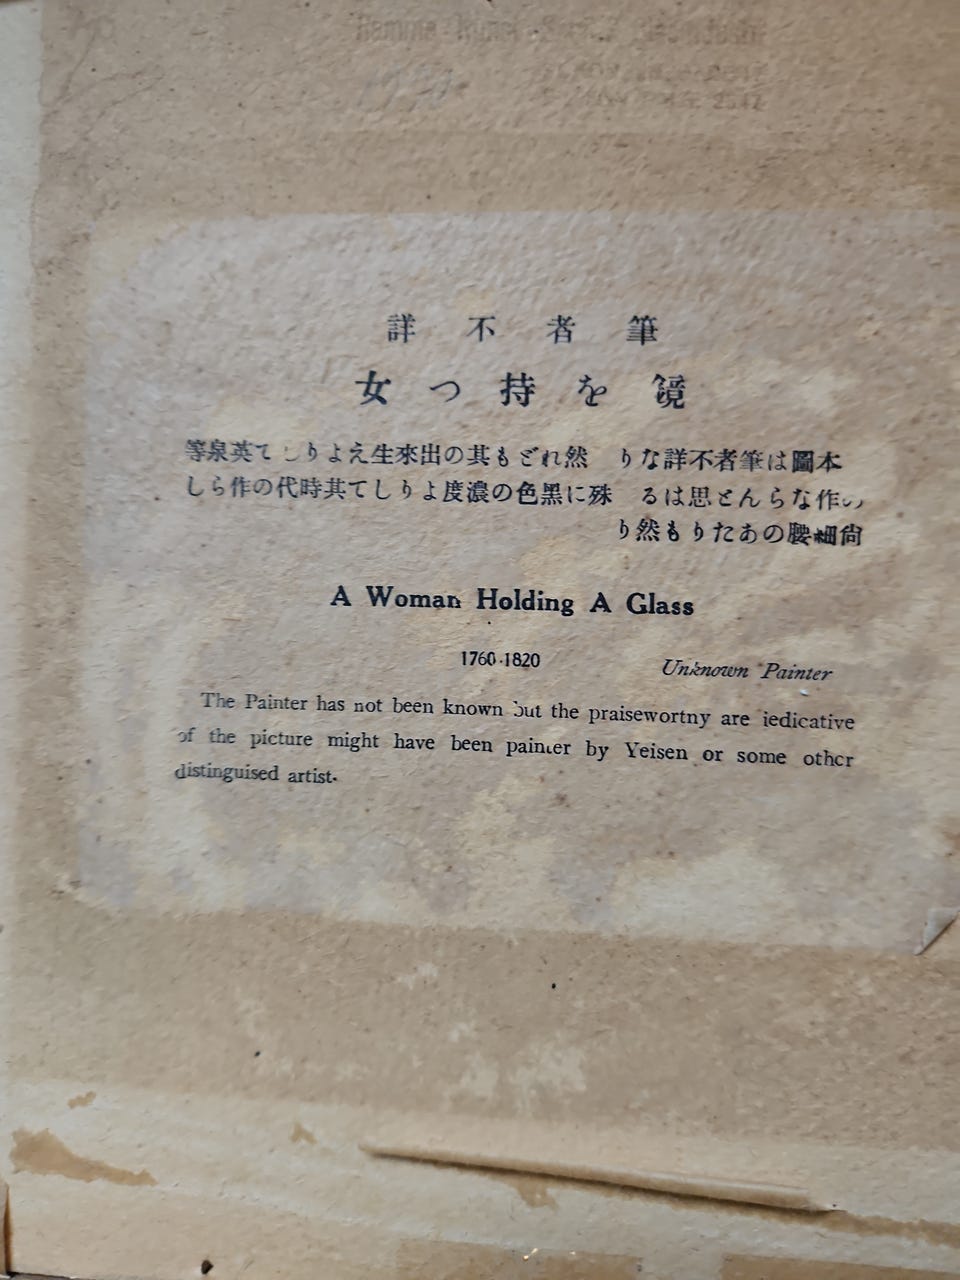 筆者不詳
鏡を持つ女
本圖は筆者不詳なり 然れども其の出來生えよりして英泉等
の作ならんと思はる 殊に黑色の濃度よりして其時代の作らし
尙細腰のあたりも然り
A Woman Holding A Glass
1760-1820
Unknown Painter
The Painter has not been known but the praisewortny are iedicative
of the picture might have been painter by Yeisen or some other
distinguised artist.